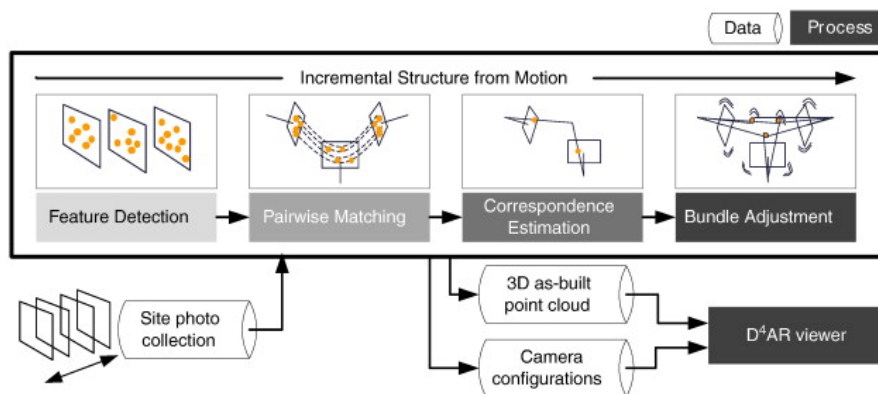 Data
Process
Incremental Structure from Motion
Feature Detection
Pairwise Matching
Correspondence
Estimation
Bundle Adjustment
Site photo
collection
3D as-built
point cloud
Camera
configurations
D⁴AR viewer